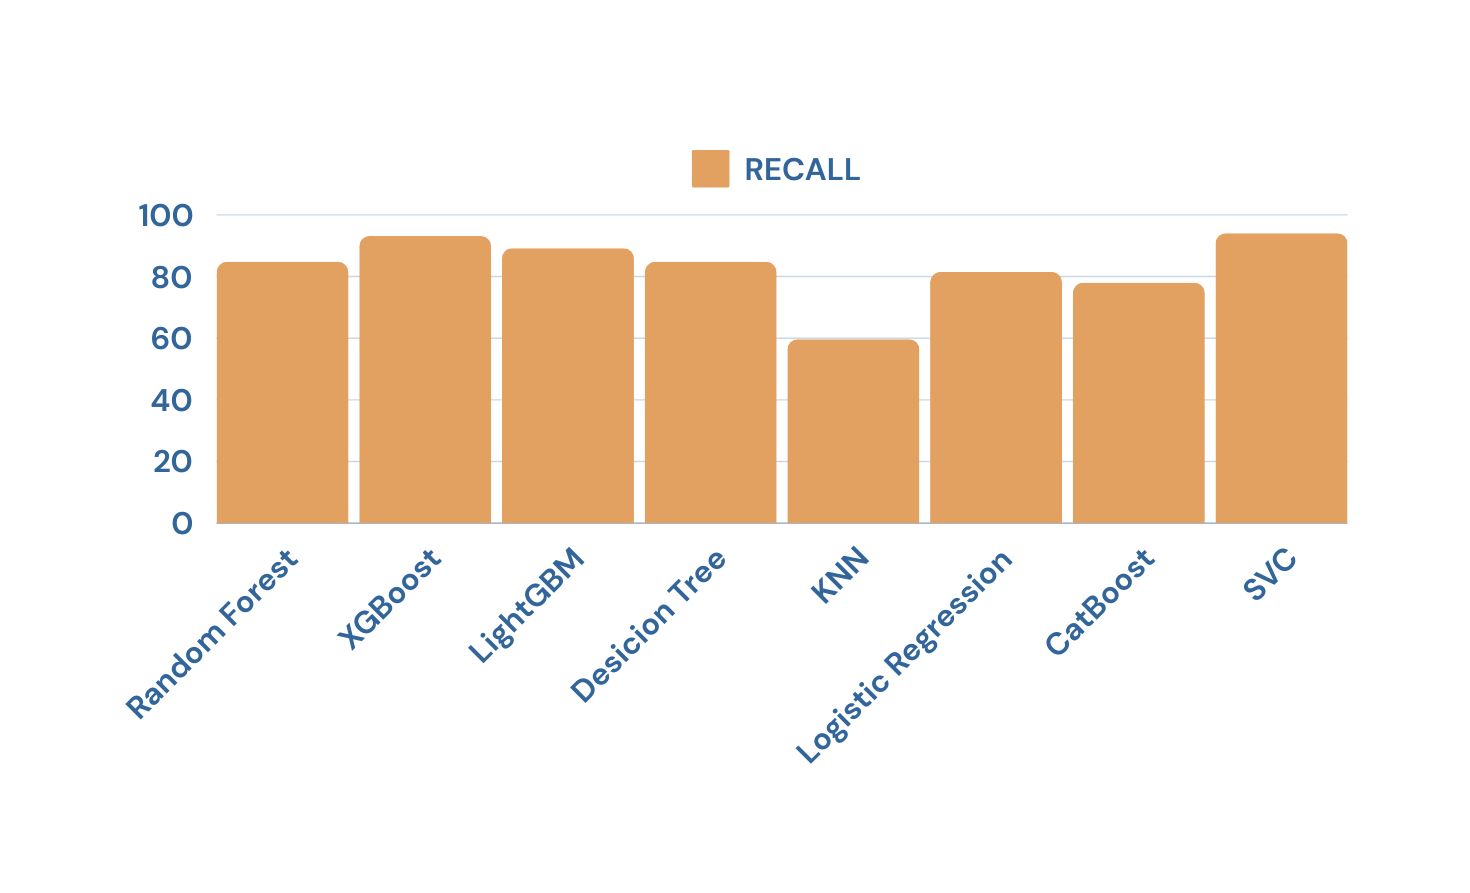 RECALL
100
80
60
40
20
0
Random Forest
XGBoost
LightGBM
Desicion Tree
KNN
Logistic Regression
CatBoost
SVC